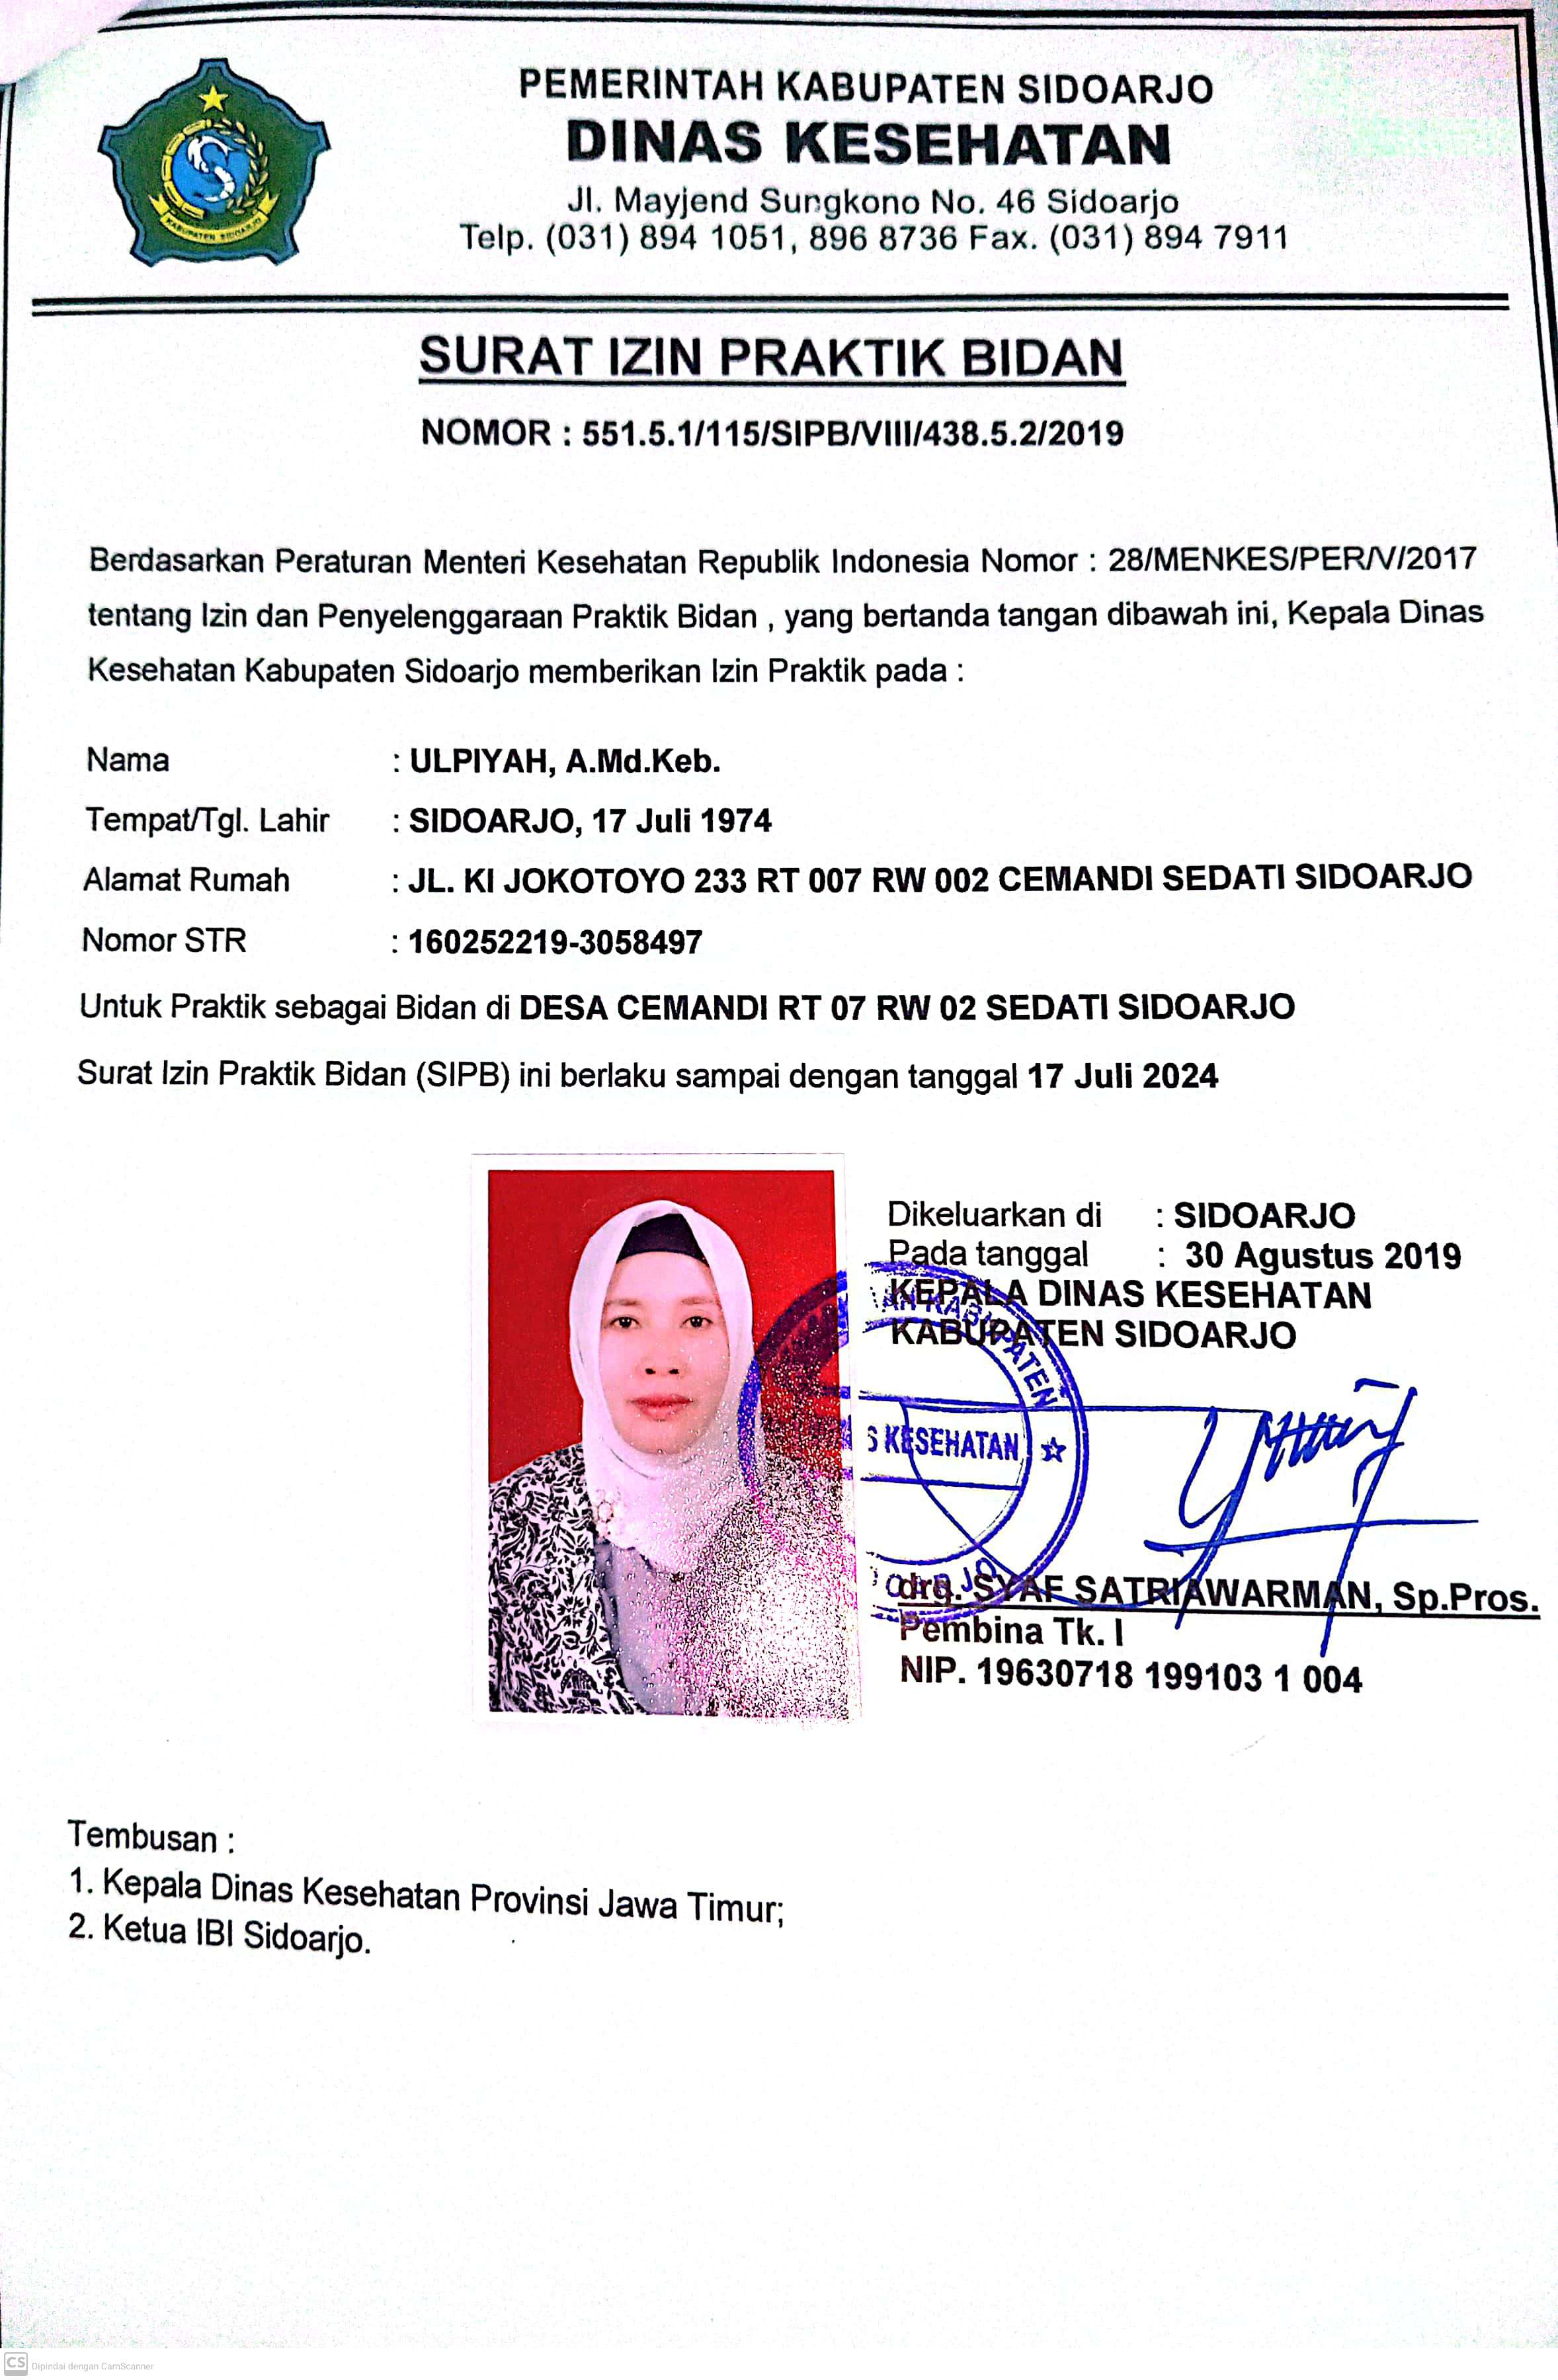 PEMERINTAH KABUPATEN SIDOARJO
DINAS KESEHATAN
Jl. Mayjend Sungkono No. 46 Sidoarjo
Telp. (031) 894 1051, 896 8736 Fax. (031) 894 7911
KABUPATEN SIDOARJO
SURAT IZIN PRAKTIK BIDAN
NOMOR : 551.5.1/115/SIPB/VIII/438.5.2/2019
Berdasarkan Peraturan Menteri Kesehatan Republik Indonesia Nomor : 28/MENKES/PER/V/2017
tentang Izin dan Penyelenggaraan Praktik Bidan , yang bertanda tangan dibawah ini, Kepala Dinas
Kesehatan Kabupaten Sidoarjo memberikan Izin Praktik pada :
Nama : ULPIYAH, A.Md.Keb.
Tempat/Tgl. Lahir : SIDOARJO, 17 Juli 1974
Alamat Rumah : JL. KI JOKOTOYO 233 RT 007 RW 002 CEMANDI SEDATI SIDOARJO
Nomor STR : 160252219-3058497
Untuk Praktik sebagai Bidan di DESA CEMANDI RT 07 RW 02 SEDATI SIDOARJO
Surat Izin Praktik Bidan (SIPB) ini berlaku sampai dengan tanggal 17 Juli 2024
Dikeluarkan di : SIDOARJO
Pada tanggal : 30 Agustus 2019
KEPALA DINAS KESEHATAN
KABUPATEN SIDOARJO
KABUPATEN
S KESEHATAN
drg. SYAF SATRIAWARMAN, Sp.Pros.
Pembina Tk. I
NIP. 19630718 199103 1 004
Tembusan :
1. Kepala Dinas Kesehatan Provinsi Jawa Timur;
2. Ketua IBI Sidoarjo.
CS Dipindai dengan CamScanner